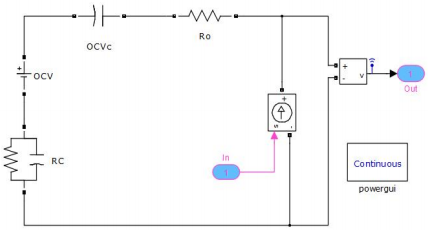 OCVc
Ro
OCV
+
RC
+
s
-
In
1
+
-
v
1
Out
Continuous
powergui